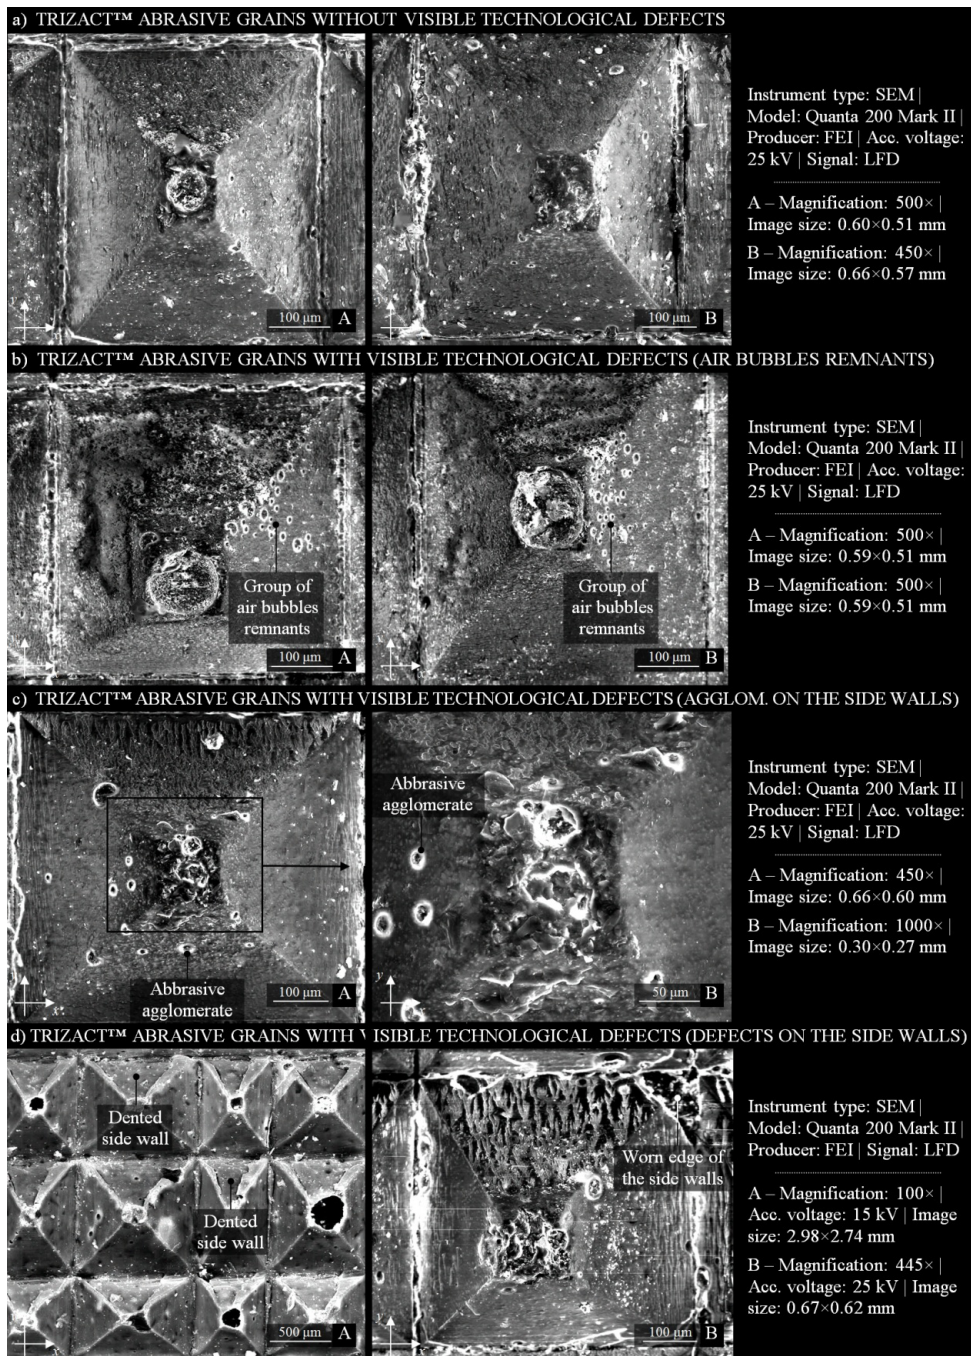 a) TRIZACT™ ABRASIVE GRAINS WITHOUT VISIBLE TECHNOLOGICAL DEFECTS
100 µm A
100 µm B
Instrument type: SEM |
Model: Quanta 200 Mark II |
Producer: FEI | Acc. voltage:
25 kV | Signal: LFD
A – Magnification: 500× |
Image size: 0.60×0.51 mm
B – Magnification: 450× |
Image size: 0.66×0.57 mm
b) TRIZACT™ ABRASIVE GRAINS WITH VISIBLE TECHNOLOGICAL DEFECTS (AIR BUBBLES REMNANTS)
Group of
air bubbles
remnants
100 µm A
Group of
air bubbles
remnants
100 µm B
Instrument type: SEM |
Model: Quanta 200 Mark II |
Producer: FEI | Acc. voltage:
25 kV | Signal: LFD
A – Magnification: 500× |
Image size: 0.59×0.51 mm
B – Magnification: 500× |
Image size: 0.59×0.51 mm
c) TRIZACT™ ABRASIVE GRAINS WITH VISIBLE TECHNOLOGICAL DEFECTS (AGGLOM. ON THE SIDE WALLS)
Abbrasive
agglomerate
x
100 µm A
Abbrasive
agglomerate
y
50 µm B
Instrument type: SEM |
Model: Quanta 200 Mark II |
Producer: FEI | Acc. voltage:
25 kV | Signal: LFD
A – Magnification: 450× |
Image size: 0.66×0.60 mm
B – Magnification: 1000× |
Image size: 0.30×0.27 mm
d) TRIZACT™ ABRASIVE GRAINS WITH VISIBLE TECHNOLOGICAL DEFECTS (DEFECTS ON THE SIDE WALLS)
Dented
side wall
Dented
side wall
500 µm A
Worn edge of
the side walls
y
100 µm B
Instrument type: SEM |
Model: Quanta 200 Mark II |
Producer: FEI | Signal: LFD
A – Magnification: 100× |
Acc. voltage: 15 kV | Image
size: 2.98×2.74 mm
B – Magnification: 445× |
Acc. voltage: 25 kV | Image
size: 0.67×0.62 mm